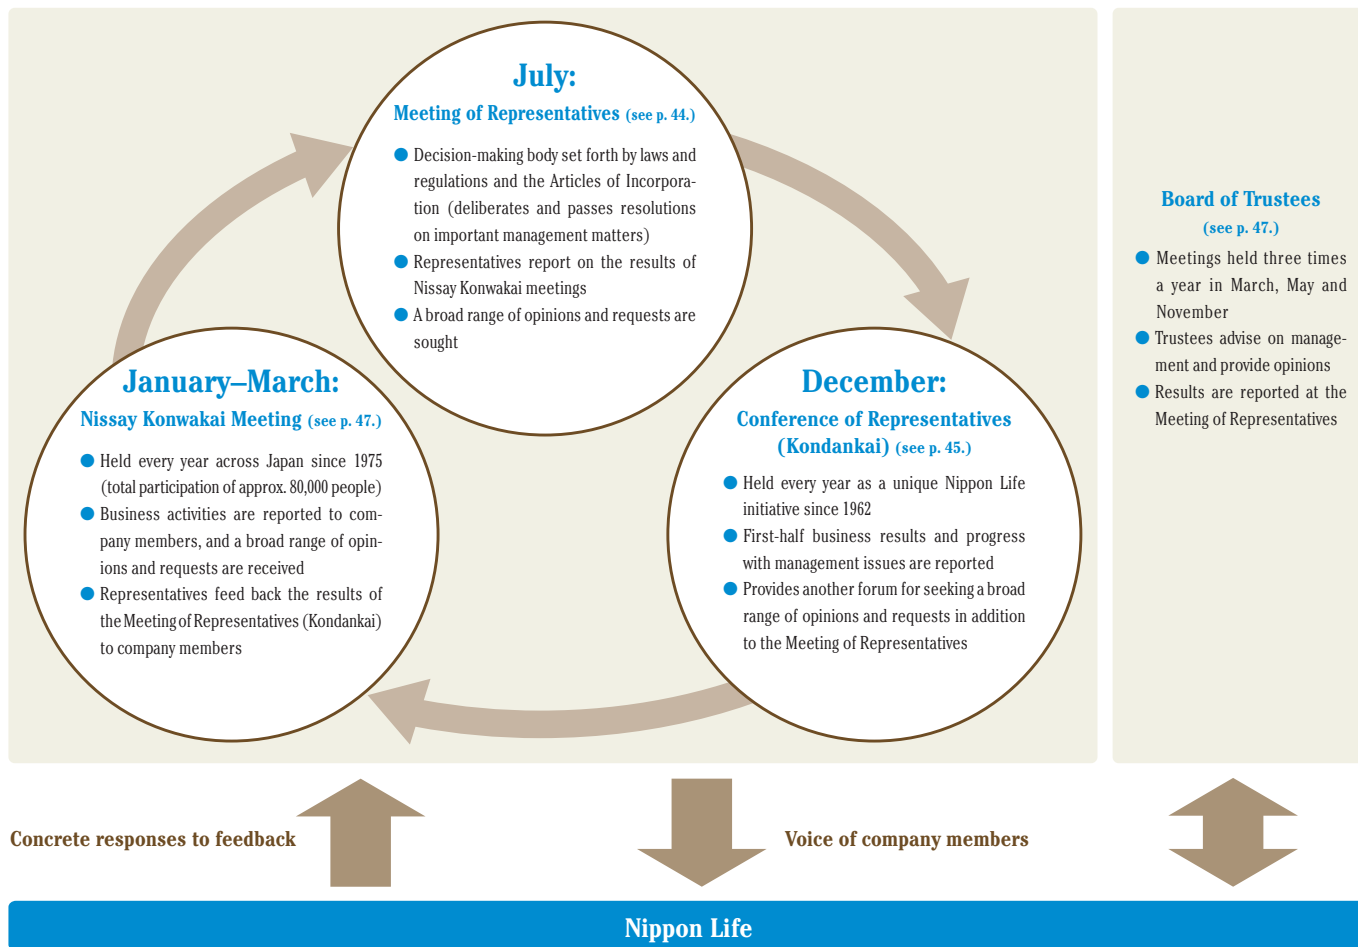 July:
Meeting of Representatives (see p. 44.)
● Decision-making body set forth by laws and
regulations and the Articles of Incorpora-
tion (deliberates and passes resolutions
on important management matters)
● Representatives report on the results of
Nissay Konwakai meetings
● A broad range of opinions and requests are
sought
January–March:
Nissay Konwakai Meeting (see p. 47.)
● Held every year across Japan since 1975
(total participation of approx. 80,000 people)
● Business activities are reported to com-
pany members, and a broad range of opin-
ions and requests are received
● Representatives feed back the results of
the Meeting of Representatives (Kondankai)
to company members
December:
Conference of Representatives
(Kondankai) (see p. 45.)
● Held every year as a unique Nippon Life
initiative since 1962
● First-half business results and progress
with management issues are reported
● Provides another forum for seeking a broad
range of opinions and requests in addition
to the Meeting of Representatives
Board of Trustees
(see p. 47.)
● Meetings held three times
a year in March, May and
November
● Trustees advise on manage-
ment and provide opinions
● Results are reported at the
Meeting of Representatives
Concrete responses to feedback
Voice of company members
Nippon Life